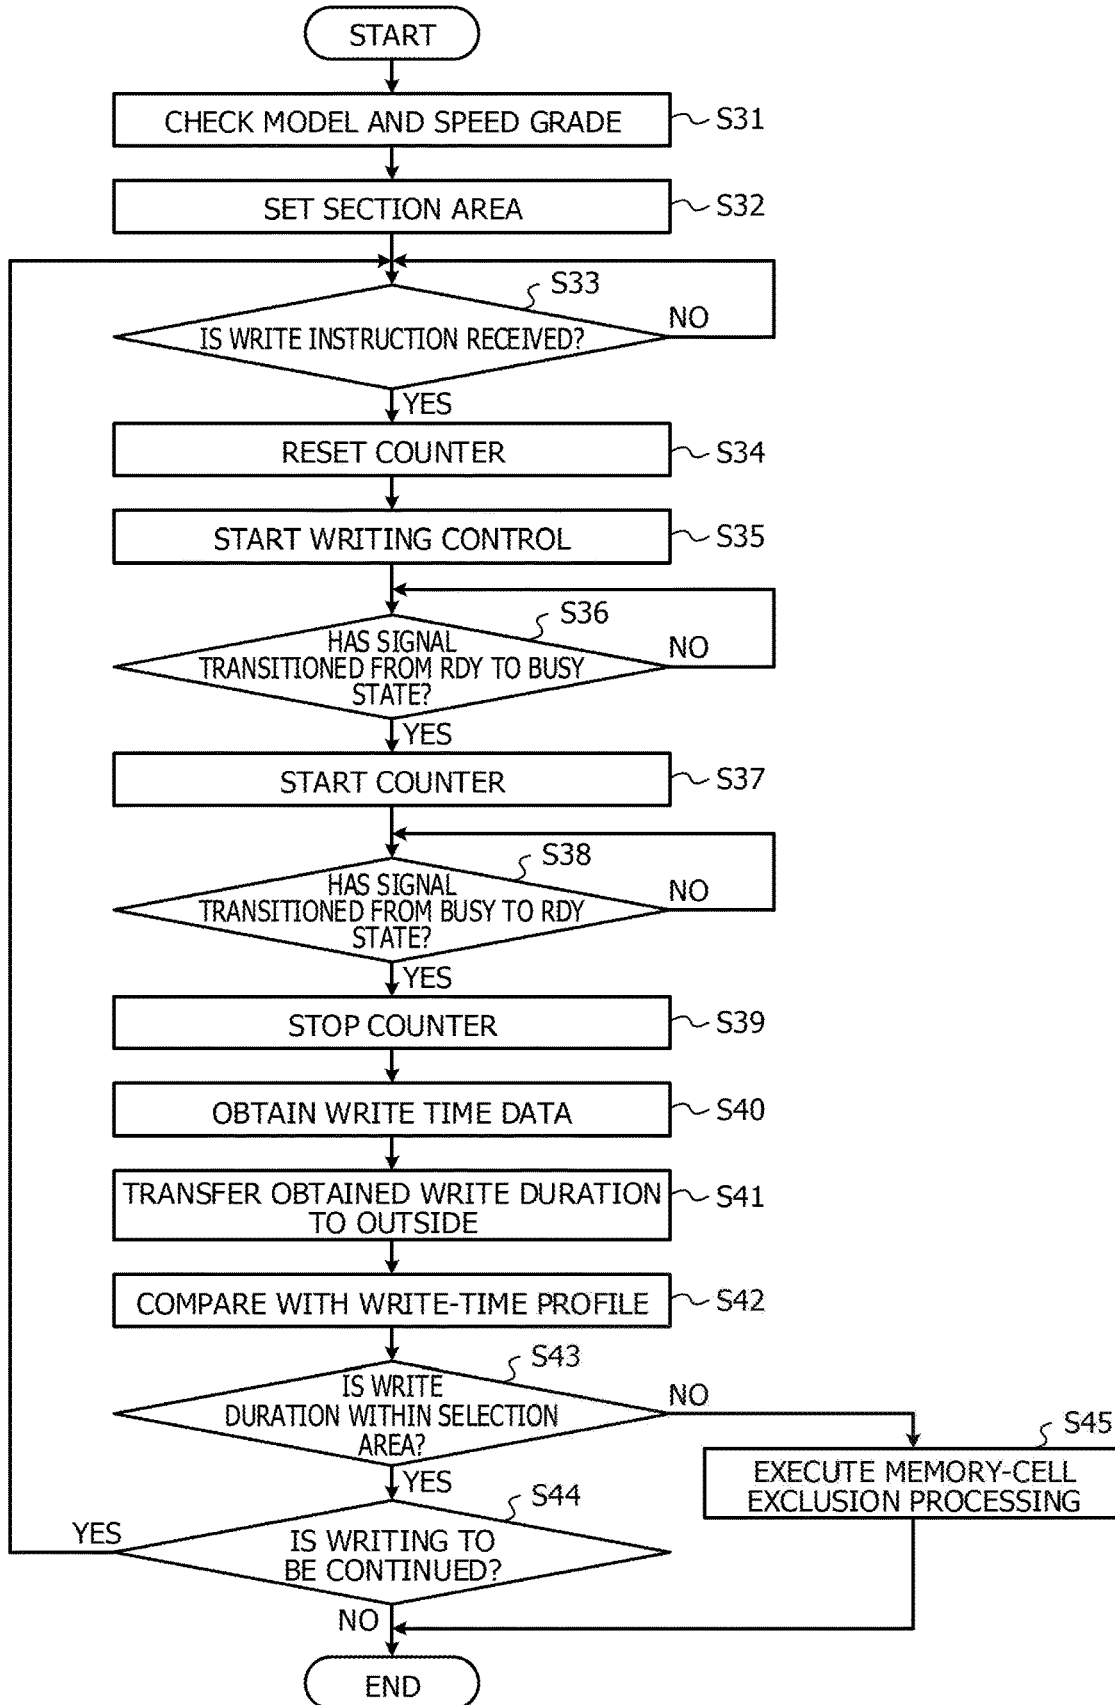 START
CHECK MODEL AND SPEED GRADE
S31
SET SECTION AREA
S32
S33
IS WRITE INSTRUCTION RECEIVED?
NO
YES
RESET COUNTER
S34
START WRITING CONTROL
S35
S36
HAS SIGNAL
TRANSITIONED FROM RDY TO BUSY
STATE?
NO
YES
START COUNTER
S37
S38
HAS SIGNAL
TRANSITIONED FROM BUSY TO RDY
STATE?
NO
YES
STOP COUNTER
S39
OBTAIN WRITE TIME DATA
S40
TRANSFER OBTAINED WRITE DURATION
TO OUTSIDE
S41
COMPARE WITH WRITE-TIME PROFILE
S42
S43
IS WRITE
DURATION WITHIN SELECTION
AREA?
NO
YES
S45
EXECUTE MEMORY-CELL
EXCLUSION PROCESSING
S44
IS WRITING TO
BE CONTINUED?
YES
NO
END